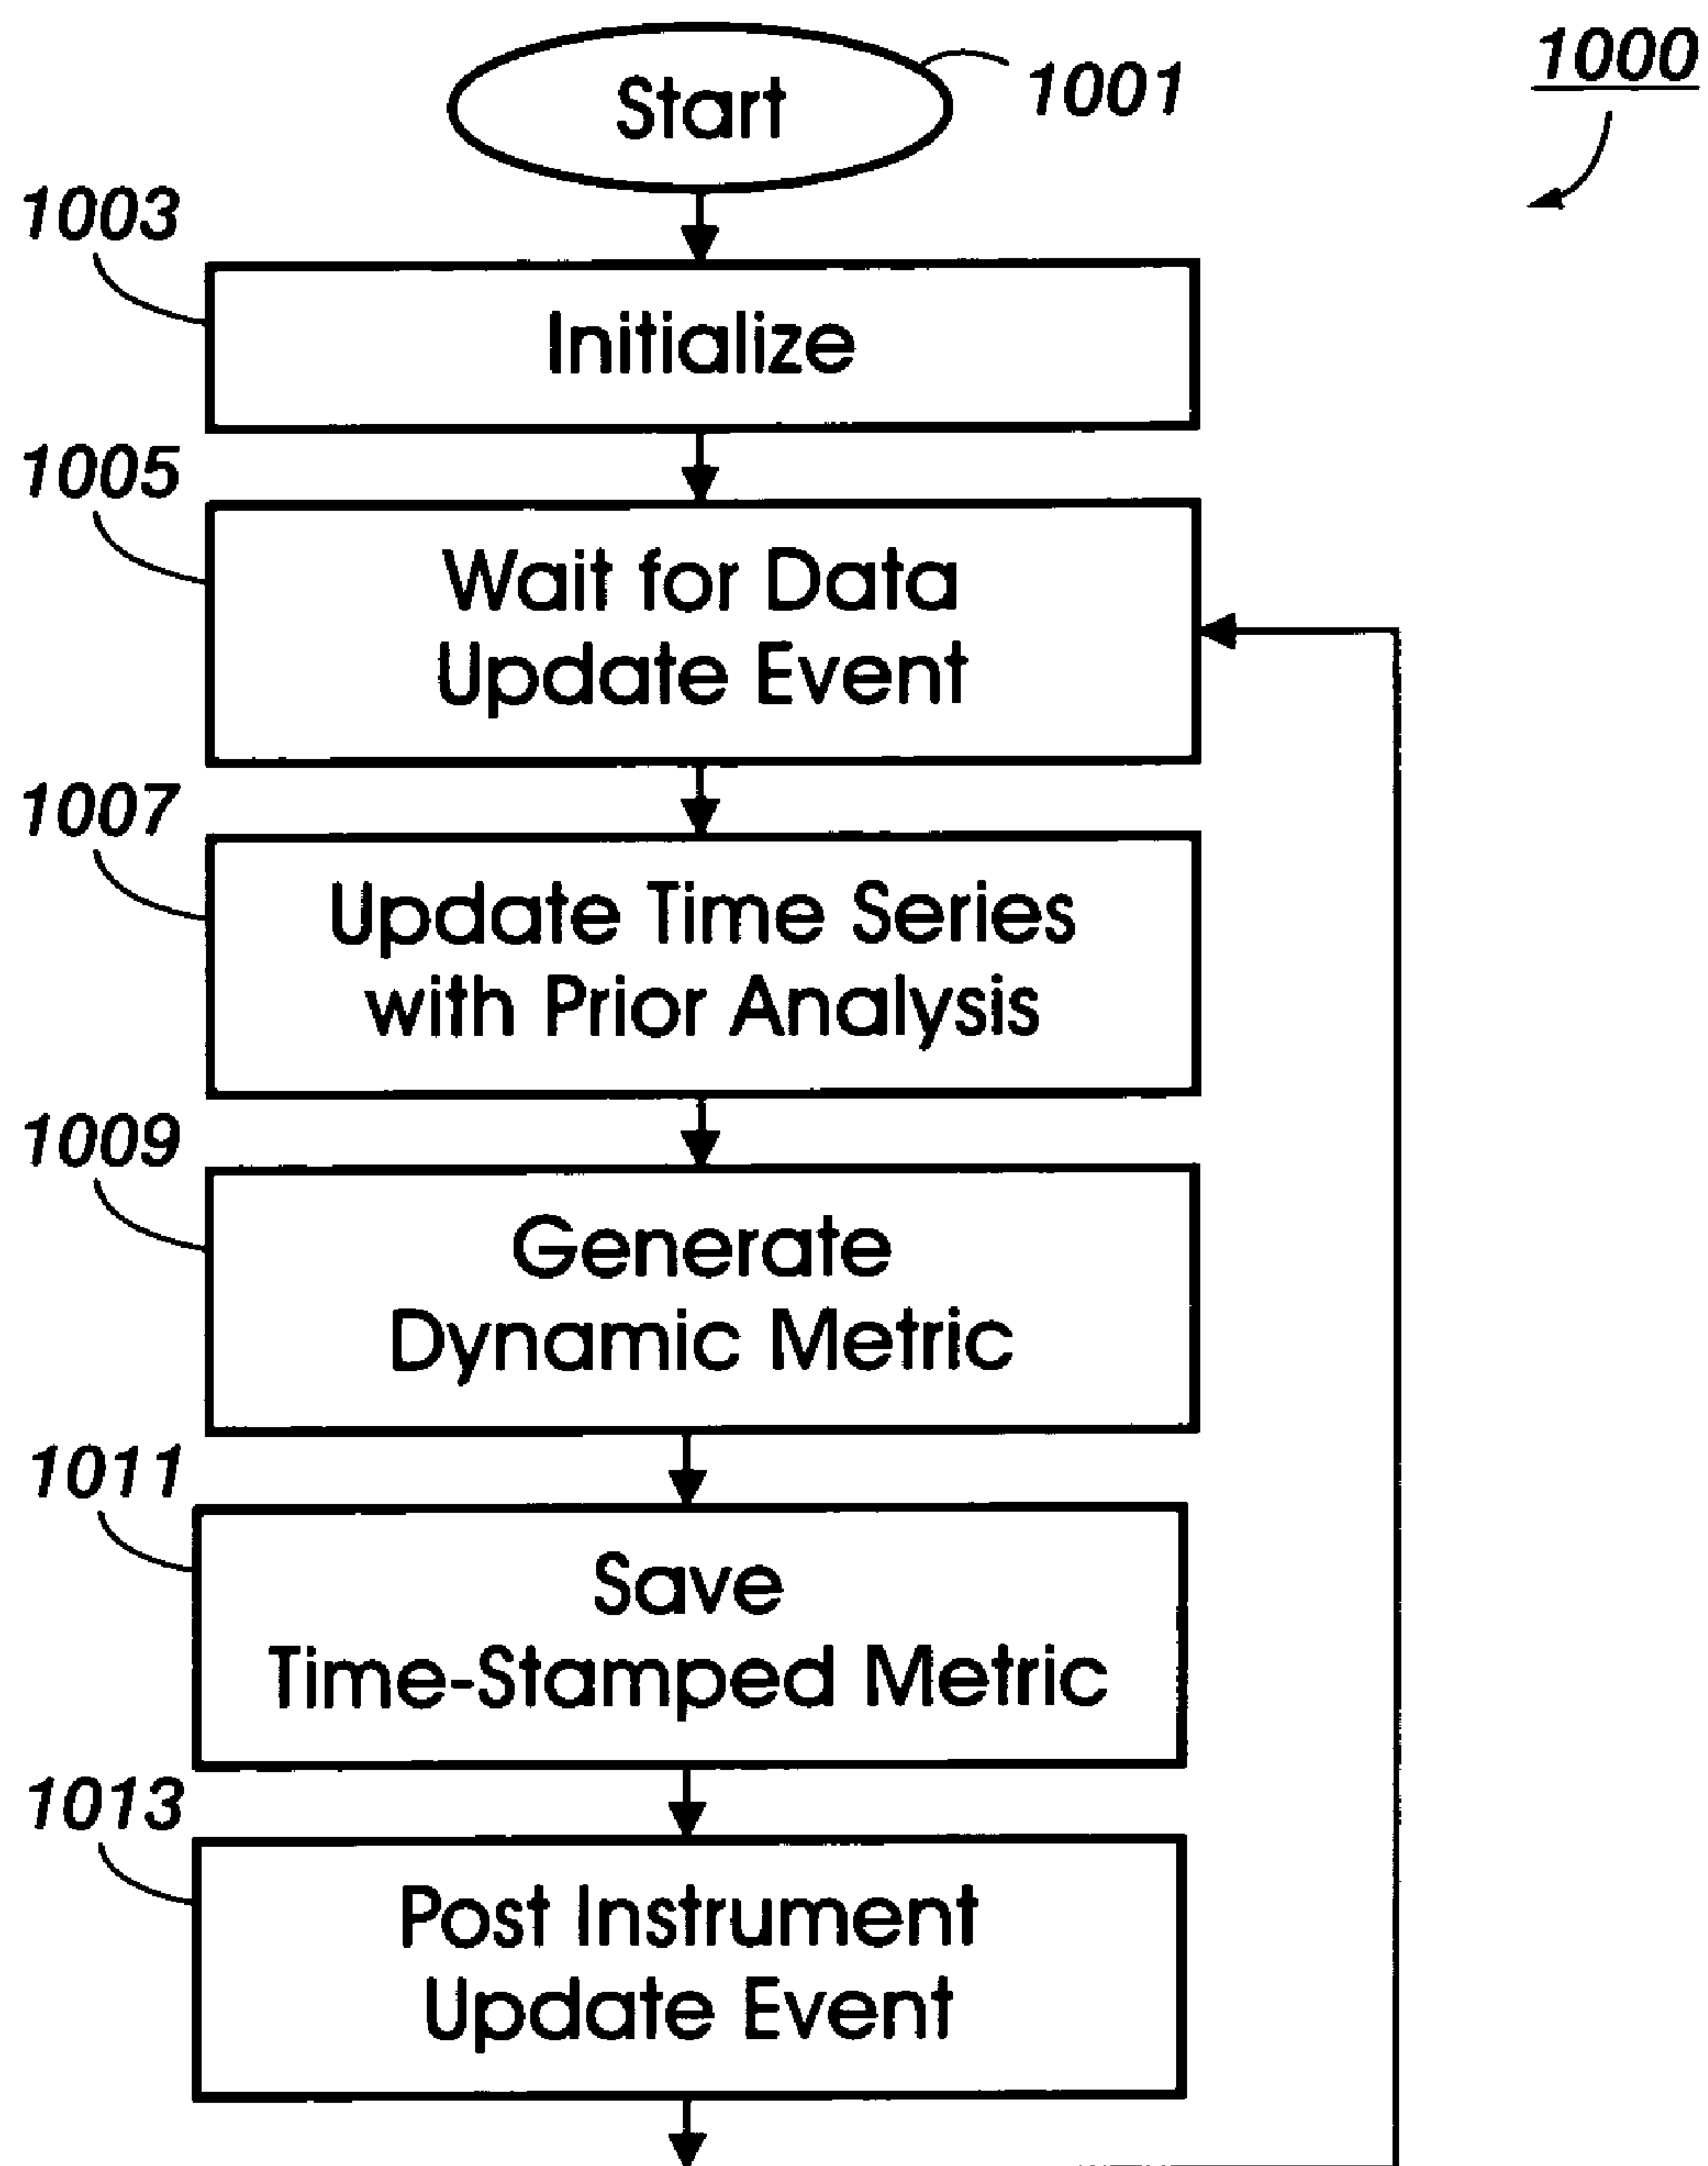 Start
1001
1000
1003
Initialize
1005
Wait for Data
Update Event
1007
Update Time Series
with Prior Analysis
1009
Generate
Dynamic Metric
1011
Save
Time-Stamped Metric
1013
Post Instrument
Update Event